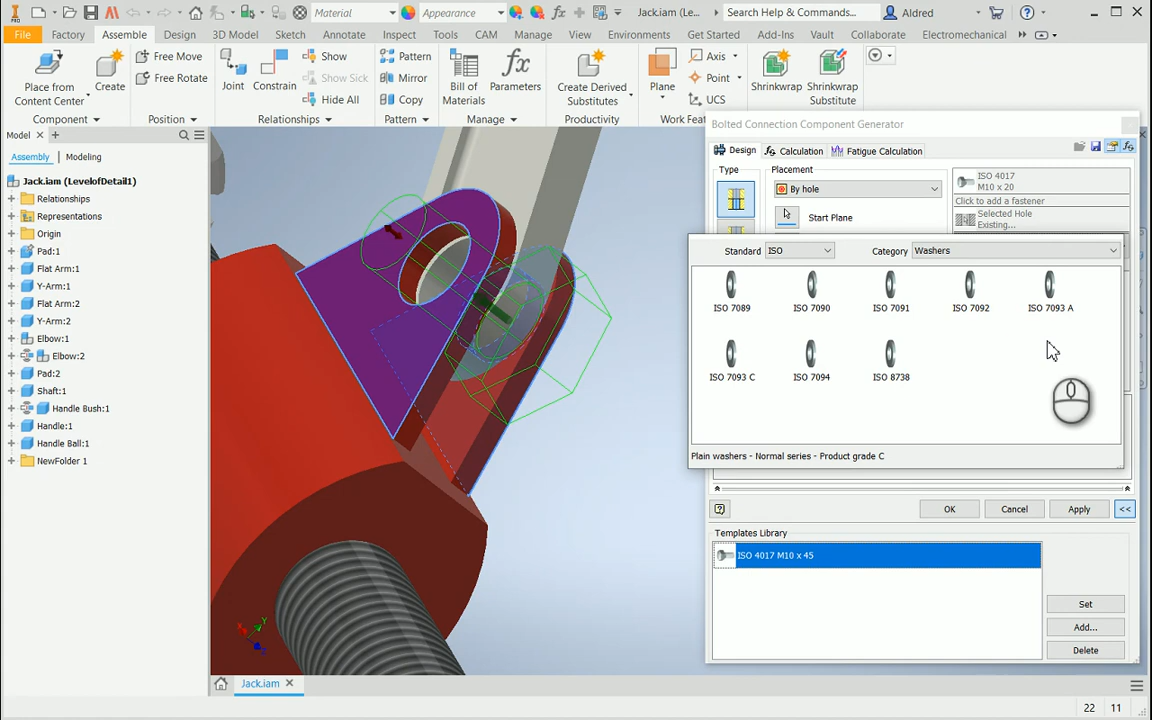 Material
Appearance
Jack.iam (Le...
Search Help & Commands...
Aldred
File
Factory
Assemble
Design
3D Model
Sketch
Annotate
Inspect
Tools
CAM
Manage
View
Environments
Get Started
Add-Ins
Vault
Collaborate
Electromechanical
Place from
Content Center
Create
Component
Free Move
Free Rotate
Position
Joint
Constrain
Show
Show Sick
Hide All
Relationships
Pattern
Mirror
Copy
Pattern
Bill of
Materials
Parameters
Manage
Create Derived
Substitutes
Productivity
Plane
Axis
Point
UCS
Work Fea
Shrinkwrap
Shrinkwrap
Substitute
Model
Assembly
Modeling
Jack.iam (LevelofDetail1)
Relationships
Representations
Origin
Pad:1
Flat Arm:1
Y-Arm:1
Flat Arm:2
Y-Arm:2
Elbow:1
Elbow:2
Pad:2
Shaft:1
Handle Bush:1
Handle:1
Handle Ball:1
NewFolder 1
Bolted Connection Component Generator
Design
Calculation
Fatigue Calculation
Type
Placement
By hole
Start Plane
ISO 4017
M10 x 20
Click to add a fastener
Selected Hole
Existing...
Standard
ISO
Category
Washers
ISO 7089
ISO 7090
ISO 7091
ISO 7092
ISO 7093 A
ISO 7093 C
ISO 7094
ISO 8738
Plain washers - Normal series - Product grade C
OK
Cancel
Apply
<<
Templates Library
ISO 4017 M10 x 45
Set
Add...
Delete
Jack.iam
22
11